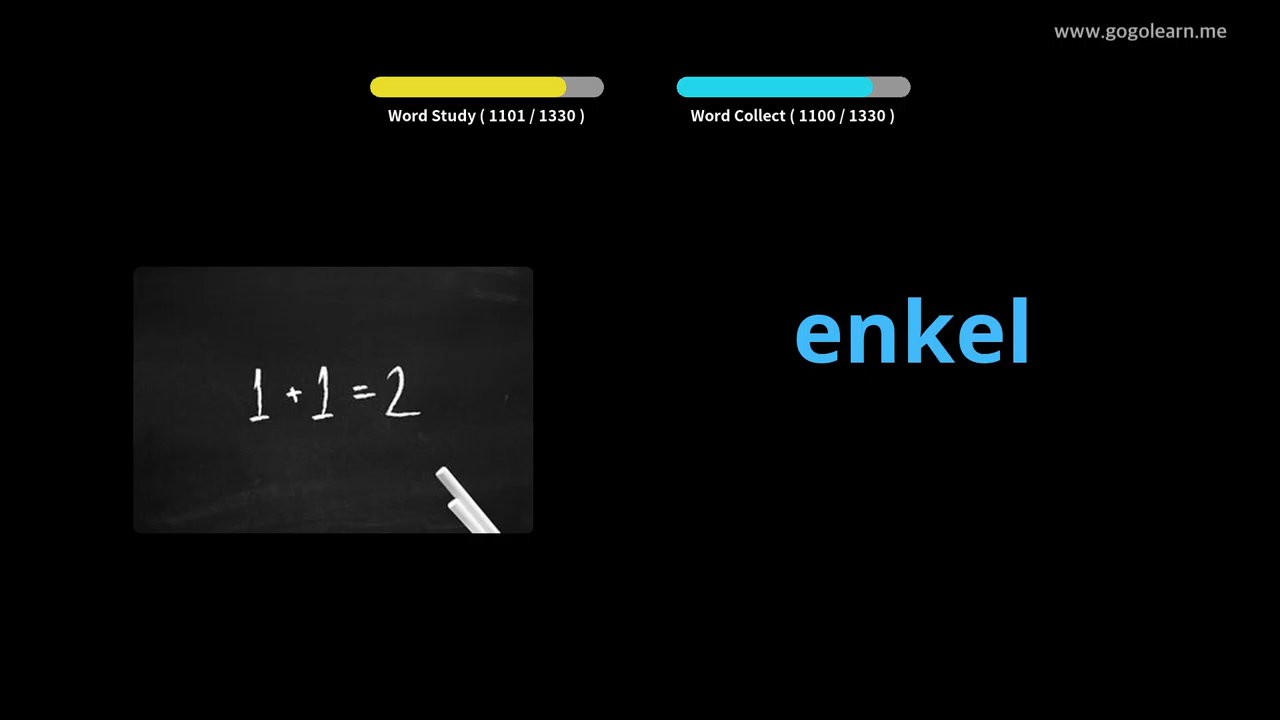 www.gogolearn.me
Word Study ( 1101 / 1330 )
Word Collect ( 1100 / 1330 )
enkel
1 + 1 = 2